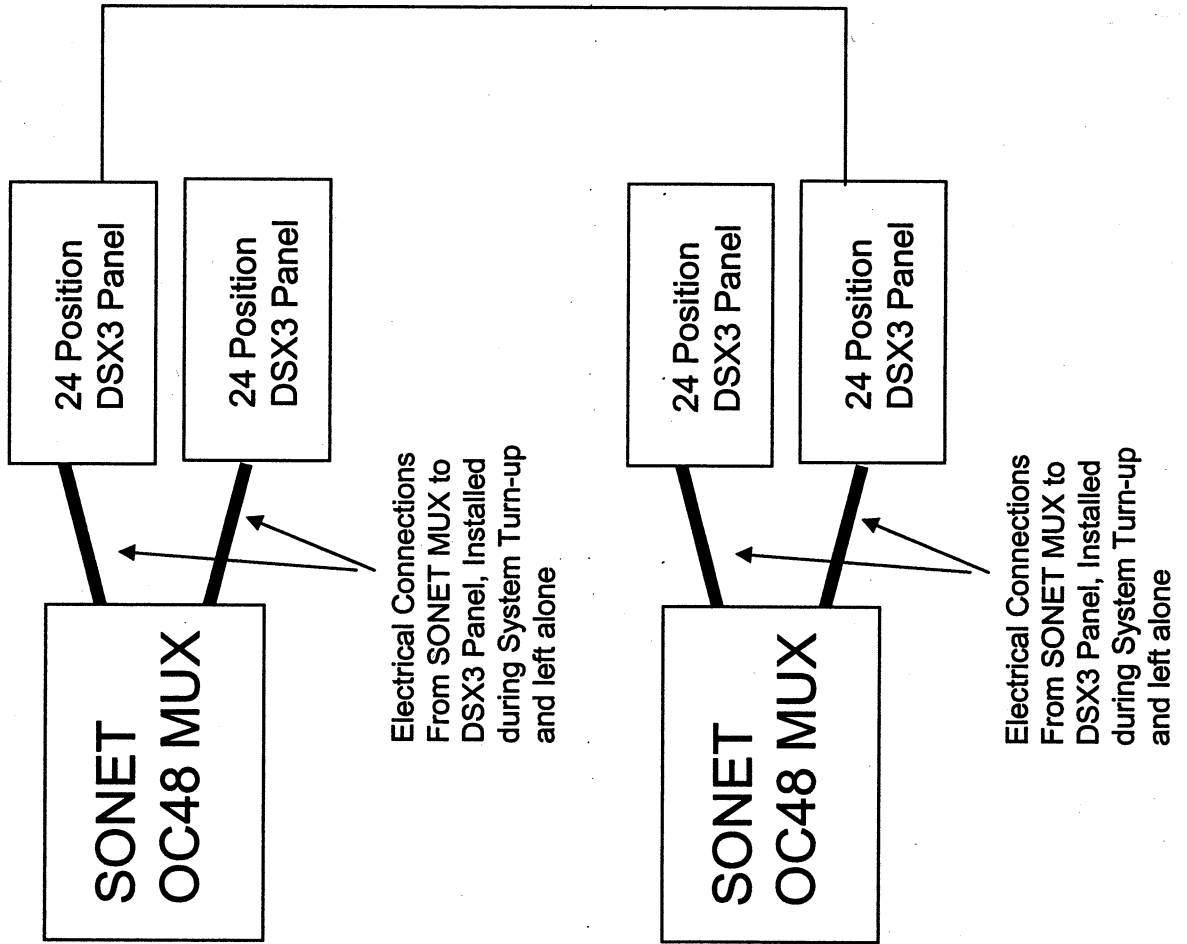 SONET
OC48 MUX
24 Position
DSX3 Panel
24 Position
DSX3 Panel
Electrical Connections
From SONET MUX to
DSX3 Panel, Installed
during System Turn-up
and left alone
SONET
OC48 MUX
24 Position
DSX3 Panel
24 Position
DSX3 Panel
Electrical Connections
From SONET MUX to
DSX3 Panel, Installed
during System Turn-up
and left alone